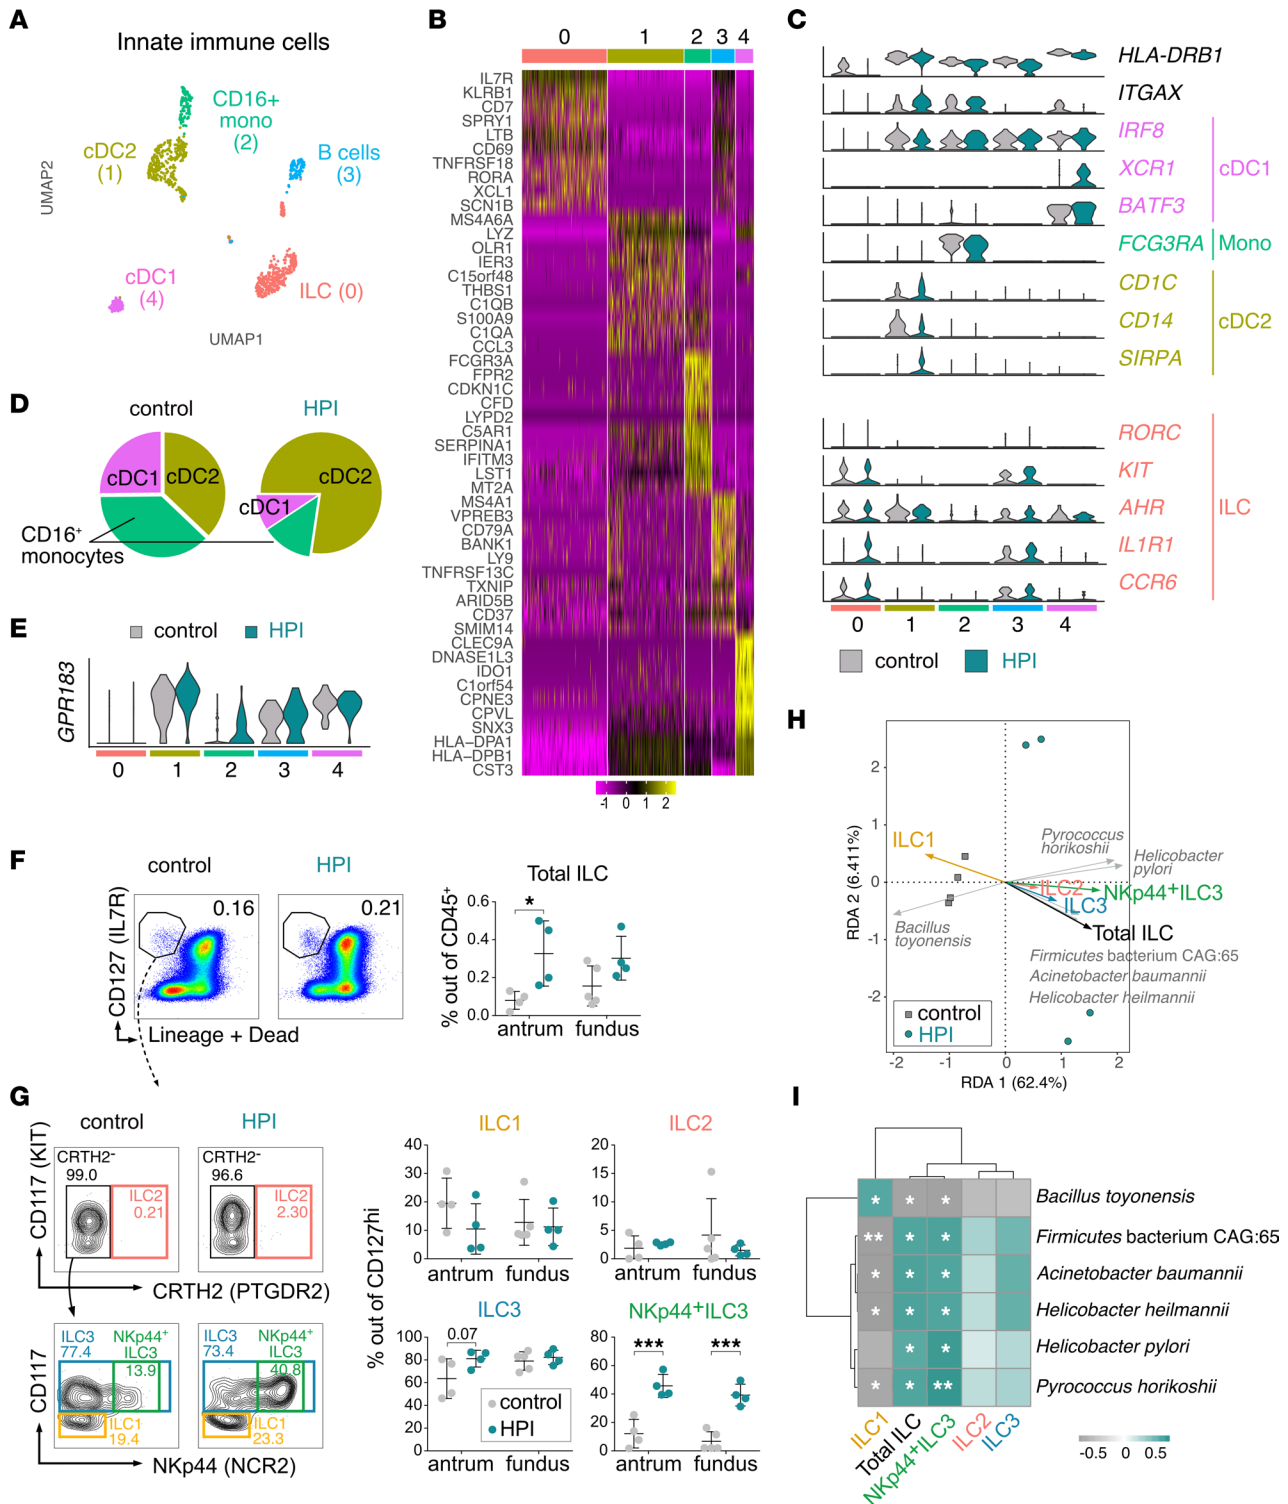 A
Innate immune cells
CD16+
mono
(2)
cDC2
(1)
B cells
(3)
cDC1
(4)
ILC (0)
UMAP2
UMAP1
B
0 1 2 3 4
IL7R
KLRB1
CD7
SPRY1
LTB
CD69
TNFRSF18
RORA
XCL1
SCN1B
MS4A6A
LYZ
OLR1
IER3
C15orf48
THBS1
C1QB
S100A9
C1QA
CCL3
FCGR3A
FPR2
CDKN1C
CFD
LYPD2
C5AR1
SERPINA1
IFITM3
LST1
MT2A
MS4A1
VPREB3
CD79A
BANK1
LY9
TNFRSF13C
TXNIP
ARID5B
CD37
SMIM14
CLEC9A
DNASE1L3
IDO1
C1orf54
CPNE3
CPVL
SNX3
HLA-DPA1
HLA-DPB1
CST3
-1 0 1 2
C
HLA-DRB1
ITGAX
IRF8
XCR1
BATF3
cDC1
FCG3RA
Mono
CD1C
CD14
SIRPA
cDC2
RORC
KIT
AHR
IL1R1
CCR6
ILC
0 1 2 3 4
control HPI
D
control HPI
cDC1 cDC2
cDC2
cDC1
CD16+
monocytes
E
control HPI
GPR183
0 1 2 3 4
F
control HPI
0.16
0.21
CD127 (IL7R)
Lineage + Dead
Total ILC
% out of CD45+
0.6
0.4
0.2
0.0
*
antrum fundus
G
control HPI
CD117 (KIT)
CRTH2-
99.0
ILC2
0.21
CRTH2-
96.6
ILC2
2.30
CRTH2 (PTGDR2)
CD117
ILC3
77.4
NKp44+
ILC3
13.9
ILC1
19.4
ILC3
73.4
NKp44+
ILC3
40.8
ILC1
23.3
NKp44 (NCR2)
% out of CD127hi
ILC1
40
30
20
10
0
antrum fundus
ILC2
20
15
10
5
0
antrum fundus
ILC3
100
80
60
40
20
0
0.07
control
HPI
antrum fundus
NKp44+ILC3
80
60
40
20
0
*** ***
antrum fundus
H
RDA 2 (6.411%)
2
1
0
-1
-2
ILC1
Pyrococcus
horikoshii
Helicobacter
pylori
ILC2
NKp44+ILC3
ILC3
Bacillus
toyonensis
Total ILC
Firmicutes bacterium CAG:65
Acinetobacter baumannii
Helicobacter heilmannii
control
HPI
-2 -1 0 1 2
RDA 1 (62.4%)
I
* * * Bacillus toyonensis
** * * Firmicutes bacterium CAG:65
* * * Acinetobacter baumannii
* * * Helicobacter heilmannii
* * Helicobacter pylori
* * ** Pyrococcus horikoshii
ILC1
Total ILC
NKp44+ILC3
ILC2
ILC3
-0.5 0 0.5